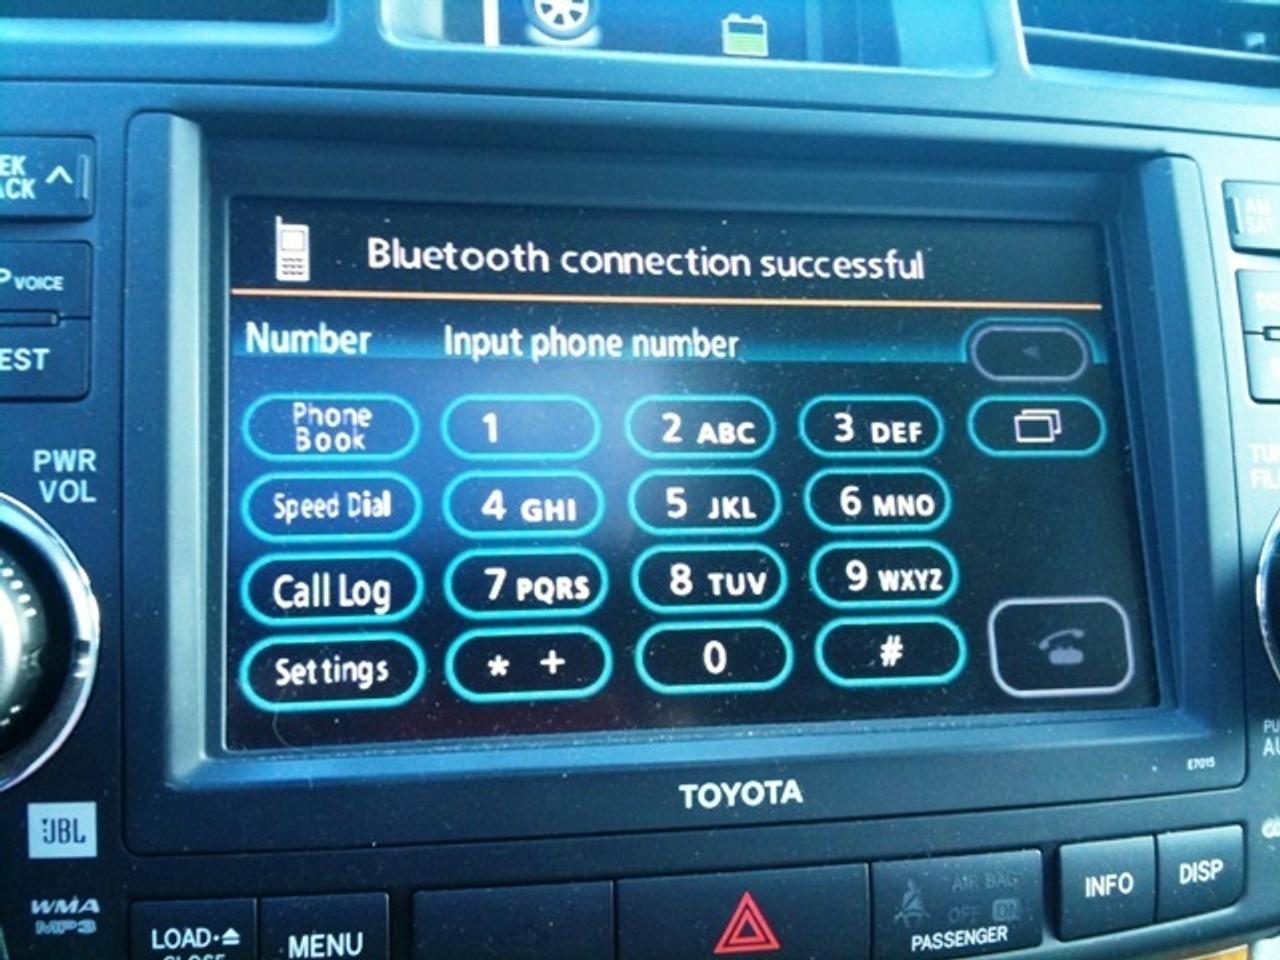 Bluetooth connection successful
Number Input phone number
Phone Book 1 2 ABC 3 DEF
Speed Dial 4 GHI 5 JKL 6 MNO
Call Log 7 PQRS 8 TUV 9 WXYZ
Settings * + 0 #
VOICE
PWR
VOL
TOYOTA
E7015
JBL
WMA
MP3
LOAD
CLOSE
MENU
AIR BAG
OFF ON
PASSENGER
INFO
DISP